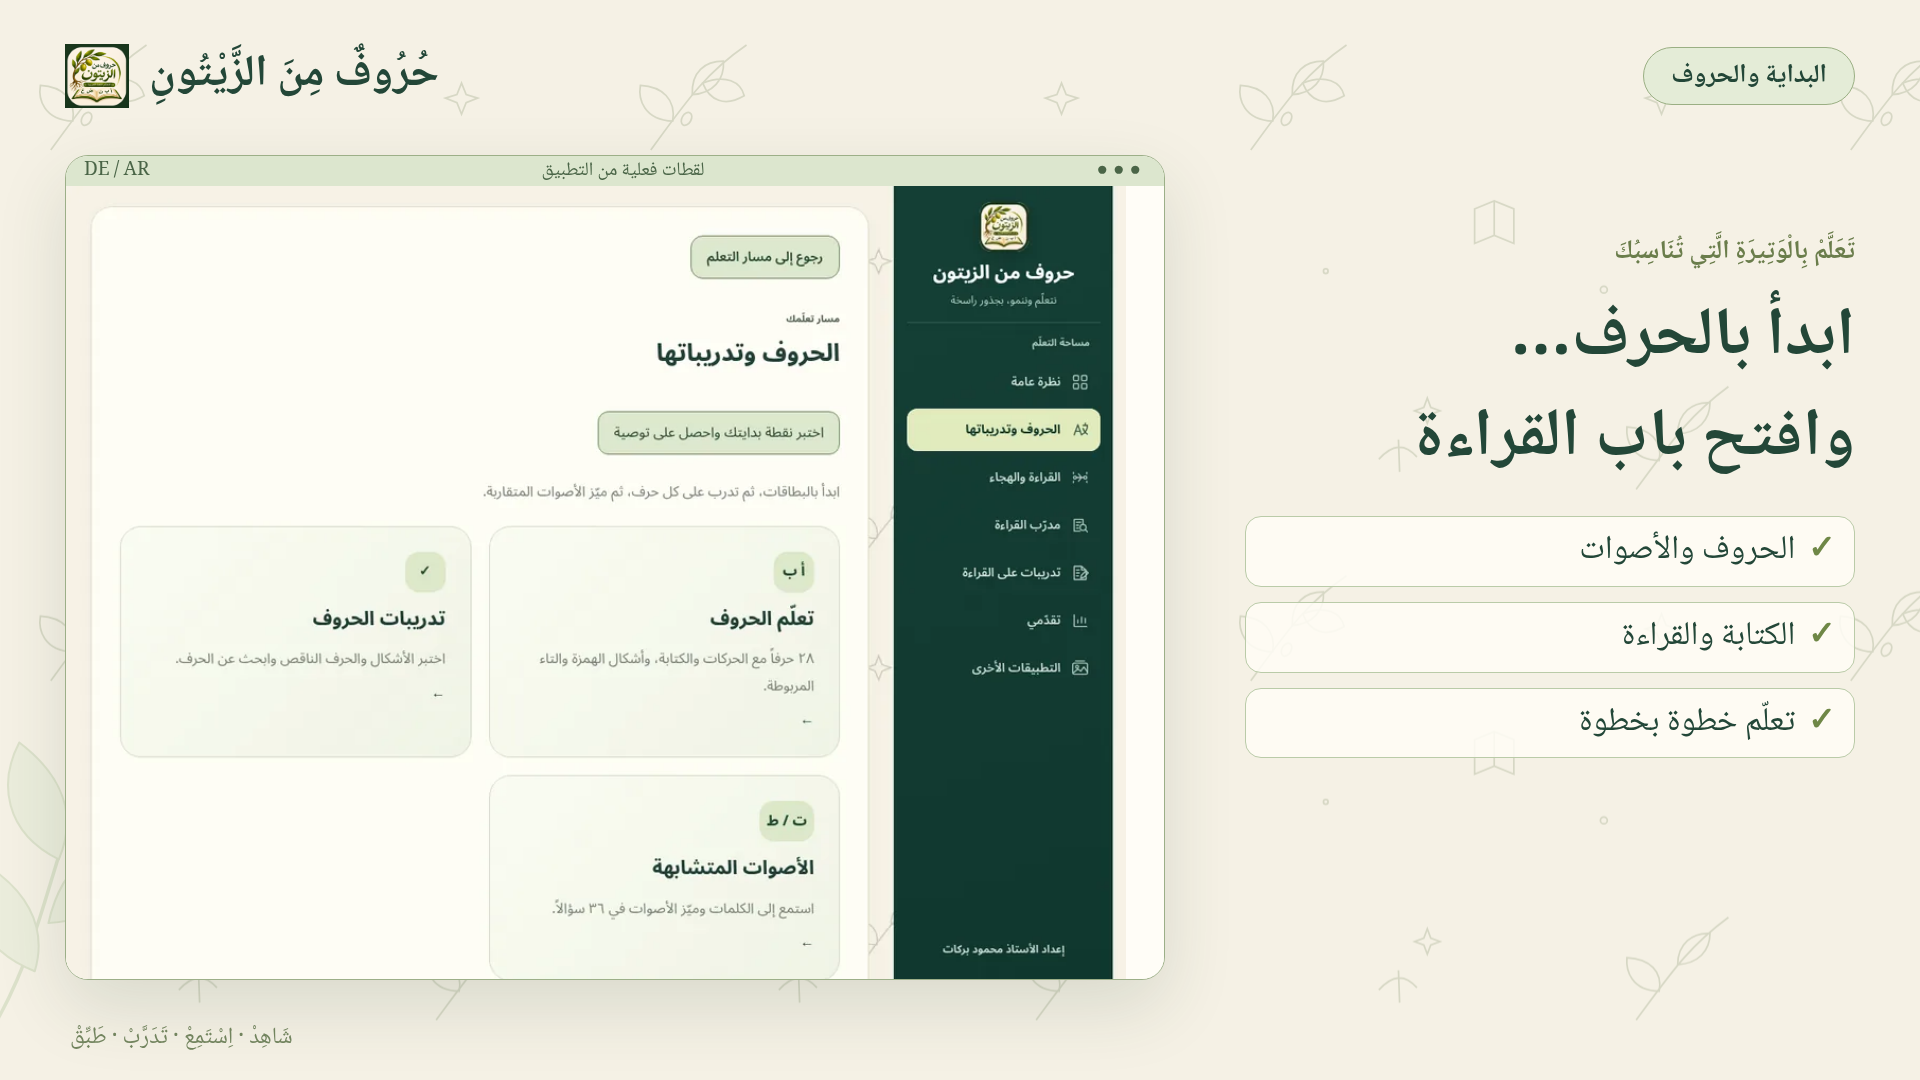 البداية والحروف
حُرُوفٌ مِنَ الزَّيْتُونِ
تَعَلَّمْ بِالْوَتِيرَةِ الَّتِي تُنَاسِبُكَ
ابدأ بالحرف...
وافتح باب القراءة
✓ الحروف والأصوات
✓ الكتابة والقراءة
✓ تعلّم خطوة بخطوة
لقطات فعلية من التطبيق
DE / AR
حروف من الزيتون
نتعلّم وننمو، بجذور راسخة
مساحة التعلّم
نظرة عامة
الحروف وتدريباتها
القراءة والهجاء
مدرّب القراءة
تدريبات على القراءة
تقدّمي
التطبيقات الأخرى
إعداد الأستاذ محمود بركات
رجوع إلى مسار التعلم
مسار تعلّمك
الحروف وتدريباتها
اختبر نقطة بدايتك واحصل على توصية
ابدأ بالبطاقات، ثم تدرب على كل حرف، ثم ميّز الأصوات المتقاربة.
أ ب
تعلّم الحروف
٢٨ حرفاً مع الحركات والكتابة، وأشكال الهمزة والتاء
المربوطة.
←
✓
تدريبات الحروف
اختبر الأشكال والحرف الناقص وابحث عن الحرف.
←
ت / ط
الأصوات المتشابهة
استمع إلى الكلمات وميّز الأصوات في ٣٦ سؤالاً.
←
شَاهِدْ · اِسْتَمِعْ · تَدَرَّبْ · طَبِّقْ